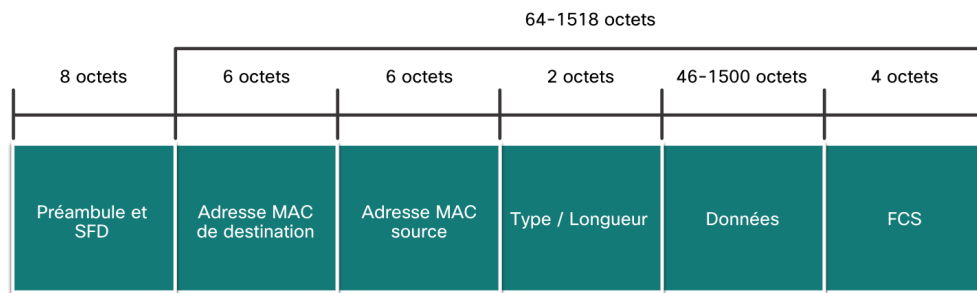 64-1518 octets
8 octets
6 octets
6 octets
2 octets
46-1500 octets
4 octets
Préambule et
SFD
Adresse MAC
de destination
Adresse MAC
source
Type / Longueur
Données
FCS